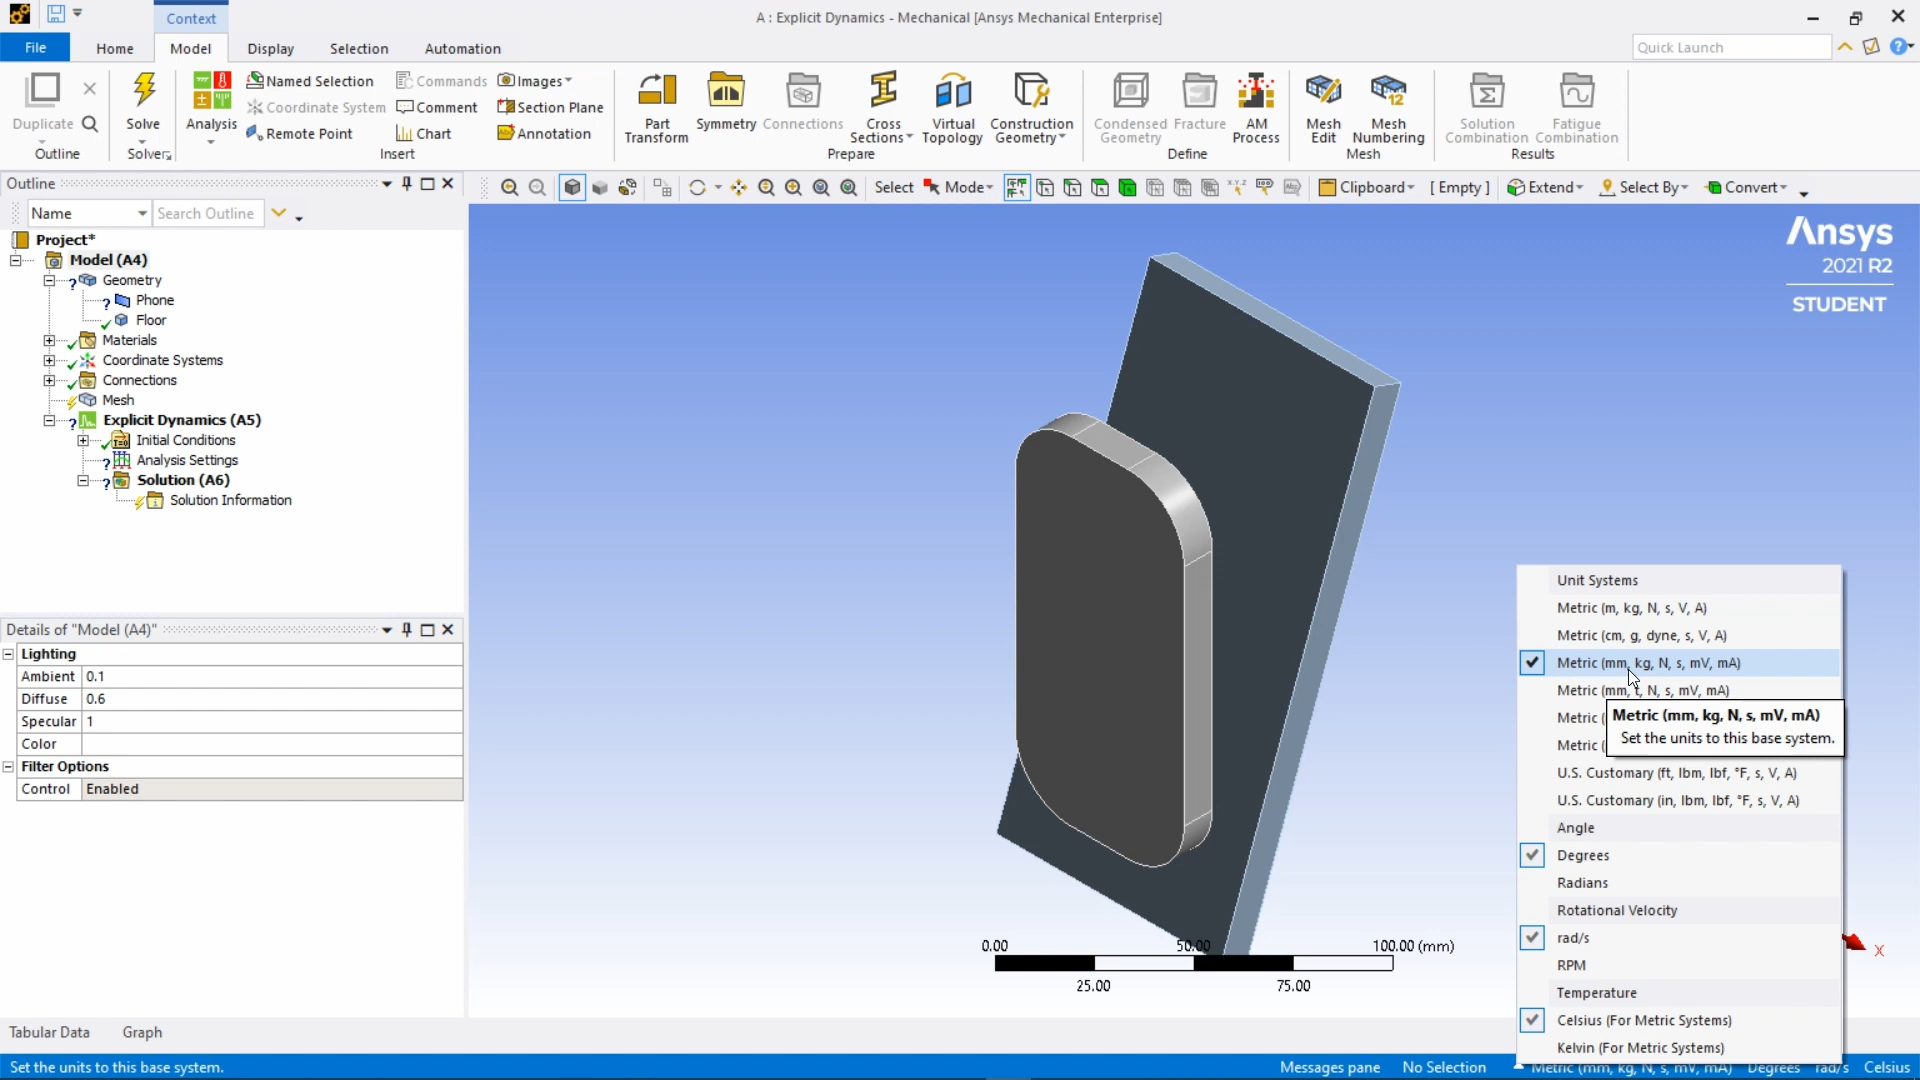 Context
A : Explicit Dynamics - Mechanical [Ansys Mechanical Enterprise]
File
Home
Model
Display
Selection
Automation
Quick Launch
Duplicate
Outline
Solve
Solver
Analysis
Named Selection
Coordinate System
Remote Point
Commands
Comment
Chart
Images
Section Plane
Annotation
Insert
Part Transform
Symmetry
Connections
Cross Sections
Virtual Topology
Construction Geometry
Prepare
Condensed Geometry
Fracture
AM Process
Define
Mesh Edit
Mesh Numbering
Mesh
Solution Combination
Fatigue Combination
Results
Outline
Select
Mode
Clipboard
[ Empty ]
Extend
Select By
Convert
Name
Search Outline
Project*
Model (A4)
Geometry
Phone
Floor
Materials
Coordinate Systems
Connections
Mesh
Explicit Dynamics (A5)
Initial Conditions
Analysis Settings
Solution (A6)
Solution Information
Details of "Model (A4)"
Lighting
Ambient 0.1
Diffuse 0.6
Specular 1
Color
Filter Options
Control Enabled
Ansys
2021 R2
STUDENT
0.00
50.00
100.00 (mm)
25.00
75.00
X
Unit Systems
Metric (m, kg, N, s, V, A)
Metric (cm, g, dyne, s, V, A)
Metric (mm, kg, N, s, mV, mA)
Metric (mm, t, N, s, mV, mA)
Metric (
Metric (
Metric (mm, kg, N, s, mV, mA)
Set the units to this base system.
U.S. Customary (ft, lbm, lbf, °F, s, V, A)
U.S. Customary (in, lbm, lbf, °F, s, V, A)
Angle
Degrees
Radians
Rotational Velocity
rad/s
RPM
Temperature
Celsius (For Metric Systems)
Kelvin (For Metric Systems)
Tabular Data
Graph
Set the units to this base system.
Messages pane
No Selection
Metric (mm, kg, N, s, mV, mA)
Degrees
rad/s
Celsius